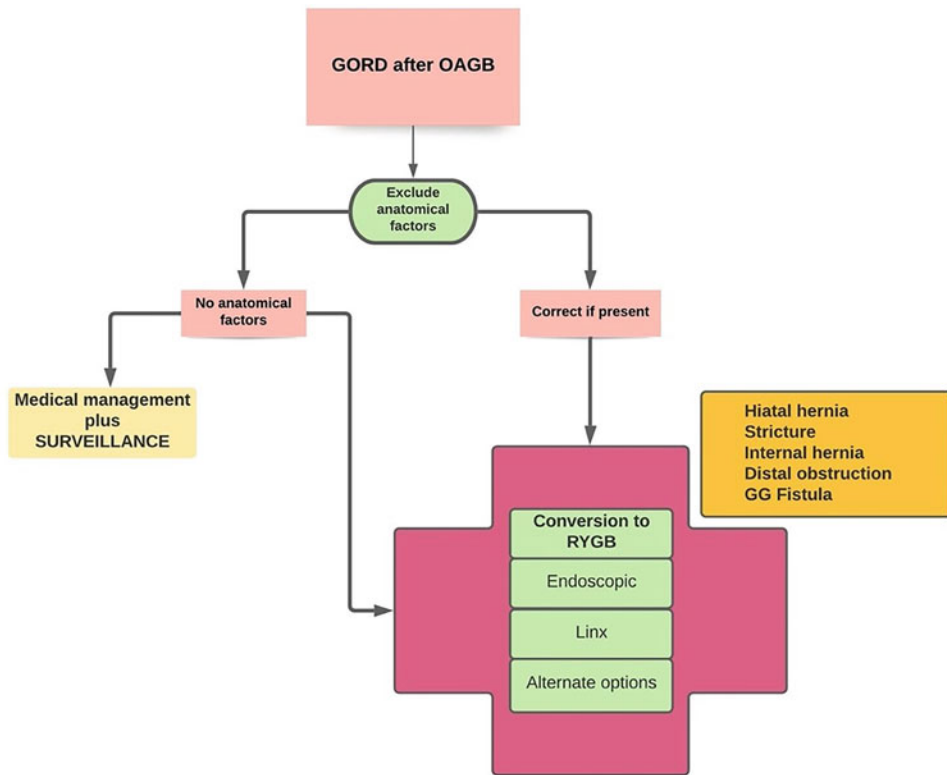 GORD after OAGB
Exclude
anatomical
factors
No anatomical
factors
Correct if present
Medical management
plus
SURVEILLANCE
Hiatal hernia
Stricture
Internal hernia
Distal obstruction
GG Fistula
Conversion to
RYGB
Endoscopic
Linx
Alternate options